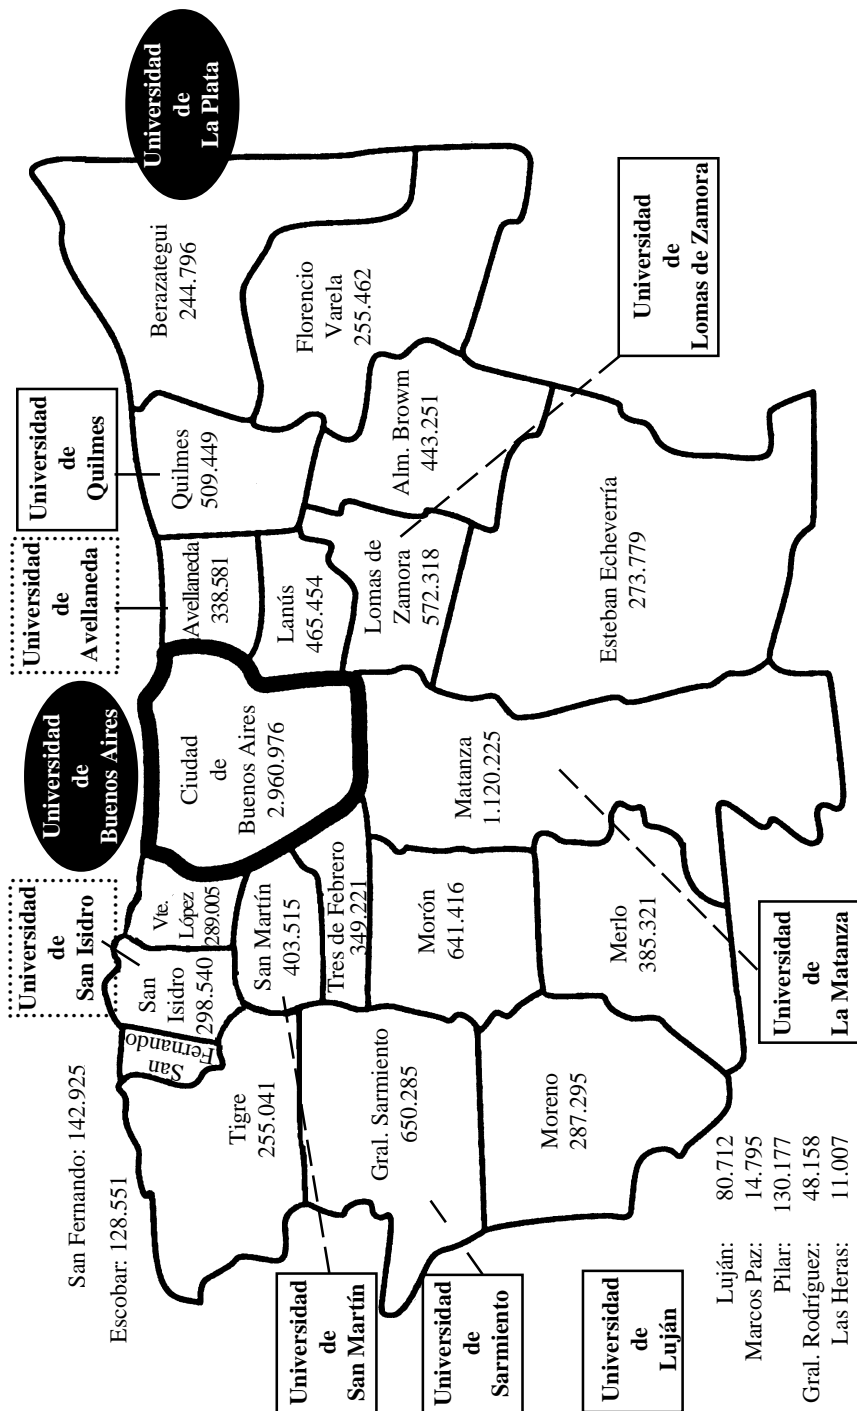 San Fernando: 142.925
Escobar: 128.551
Universidad
de
San Isidro
Universidad
de
Buenos Aires
Universidad
de
Avellaneda
Universidad
de
Quilmes
Universidad
de
La Plata
San
Fernando
San
Isidro
298.540
Vte.
López
289.005
Ciudad
de
Buenos Aires
2.960.976
Avellaneda
338.581
Quilmes
509.449
Berazategui
244.796
Tigre
255.041
San Martín
403.515
Tres de Febrero
349.221
Lanús
465.454
Florencio
Varela
255.462
Universidad
de
San Martín
Gral. Sarmiento
650.285
Morón
641.416
Matanza
1.120.225
Lomas de
Zamora
572.318
Alm. Browm
443.251
Universidad
de
Sarmiento
Moreno
287.295
Merlo
385.321
Esteban Echeverría
273.779
Universidad
de
Lomas de Zamora
Universidad
de
Luján
Universidad
de
La Matanza
Luján: 80.712
Marcos Paz: 14.795
Pilar: 130.177
Gral. Rodríguez: 48.158
Las Heras: 11.007